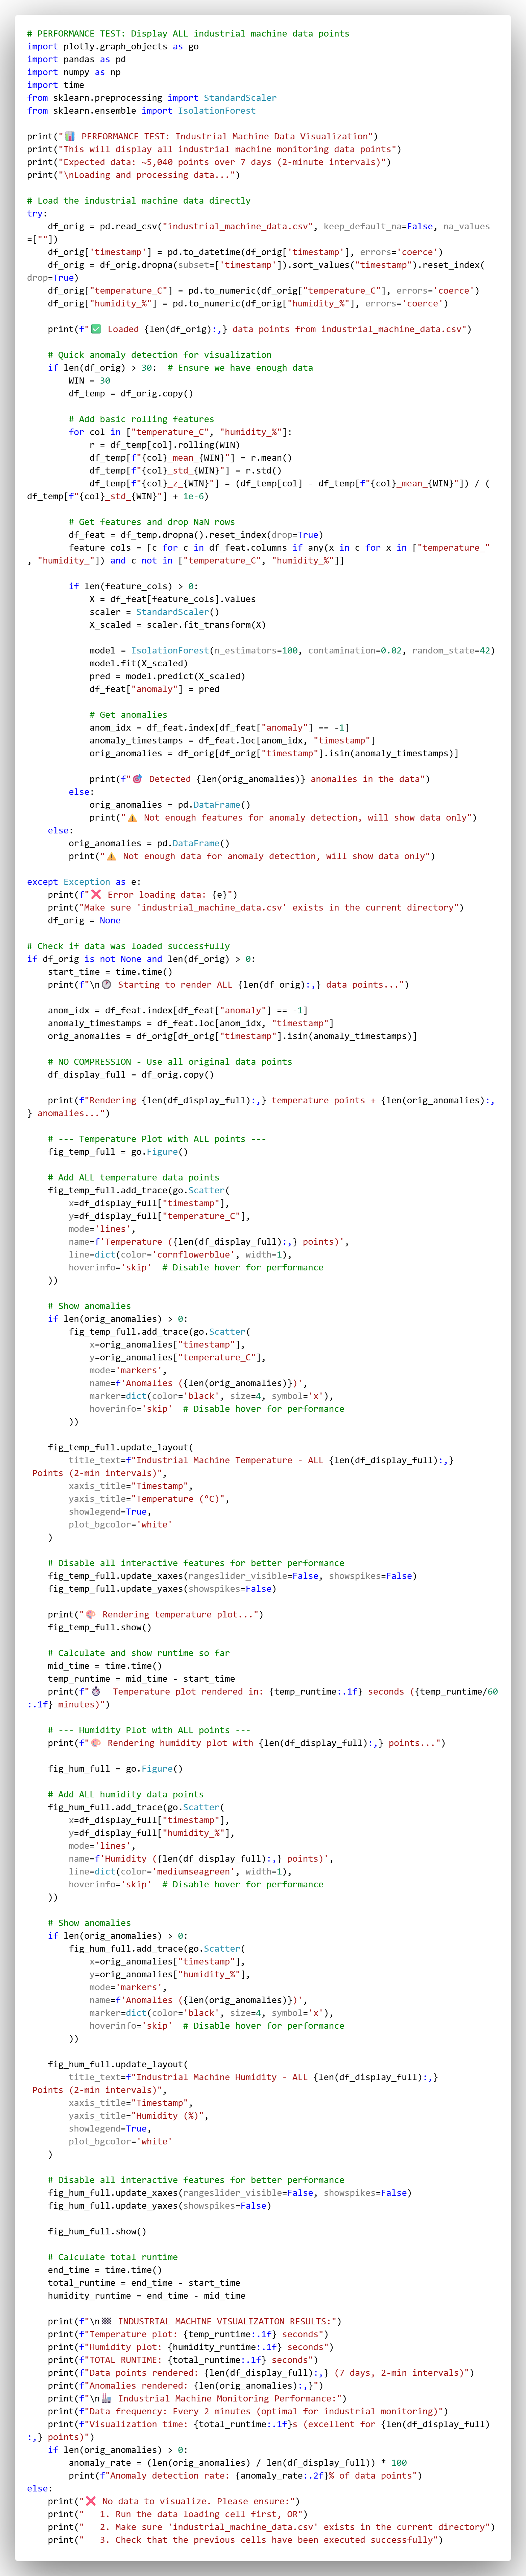 # PERFORMANCE TEST: Display ALL industrial machine data points
import plotly.graph_objects as go
import pandas as pd
import numpy as np
import time
from sklearn.preprocessing import StandardScaler
from sklearn.ensemble import IsolationForest

print("📊 PERFORMANCE TEST: Industrial Machine Data Visualization")
print("This will display all industrial machine monitoring data points")
print("Expected data: ~5,040 points over 7 days (2-minute intervals)")
print("\nLoading and processing data...")

# Load the industrial machine data directly
try:
    df_orig = pd.read_csv("industrial_machine_data.csv", keep_default_na=False, na_values
=[""])
    df_orig['timestamp'] = pd.to_datetime(df_orig['timestamp'], errors='coerce')
    df_orig = df_orig.dropna(subset=['timestamp']).sort_values("timestamp").reset_index(
drop=True)
    df_orig["temperature_C"] = pd.to_numeric(df_orig["temperature_C"], errors='coerce')
    df_orig["humidity_%"] = pd.to_numeric(df_orig["humidity_%"], errors='coerce')

    print(f"✅ Loaded {len(df_orig):,} data points from industrial_machine_data.csv")

    # Quick anomaly detection for visualization
    if len(df_orig) > 30:  # Ensure we have enough data
        WIN = 30
        df_temp = df_orig.copy()

        # Add basic rolling features
        for col in ["temperature_C", "humidity_%"]:
            r = df_temp[col].rolling(WIN)
            df_temp[f"{col}_mean_{WIN}"] = r.mean()
            df_temp[f"{col}_std_{WIN}"] = r.std()
            df_temp[f"{col}_z_{WIN}"] = (df_temp[col] - df_temp[f"{col}_mean_{WIN}"]) / (
df_temp[f"{col}_std_{WIN}"] + 1e-6)

        # Get features and drop NaN rows
        df_feat = df_temp.dropna().reset_index(drop=True)
        feature_cols = [c for c in df_feat.columns if any(x in c for x in ["temperature_"
, "humidity_"]) and c not in ["temperature_C", "humidity_%"]]

        if len(feature_cols) > 0:
            X = df_feat[feature_cols].values
            scaler = StandardScaler()
            X_scaled = scaler.fit_transform(X)

            model = IsolationForest(n_estimators=100, contamination=0.02, random_state=42)
            model.fit(X_scaled)
            pred = model.predict(X_scaled)
            df_feat["anomaly"] = pred

            # Get anomalies
            anom_idx = df_feat.index[df_feat["anomaly"] == -1]
            anomaly_timestamps = df_feat.loc[anom_idx, "timestamp"]
            orig_anomalies = df_orig[df_orig["timestamp"].isin(anomaly_timestamps)]

            print(f"🎯 Detected {len(orig_anomalies)} anomalies in the data")
        else:
            orig_anomalies = pd.DataFrame()
            print("⚠️ Not enough features for anomaly detection, will show data only")
    else:
        orig_anomalies = pd.DataFrame()
        print("⚠️ Not enough data for anomaly detection, will show data only")

except Exception as e:
    print(f"❌ Error loading data: {e}")
    print("Make sure 'industrial_machine_data.csv' exists in the current directory")
    df_orig = None

# Check if data was loaded successfully
if df_orig is not None and len(df_orig) > 0:
    start_time = time.time()
    print(f"\n🕐 Starting to render ALL {len(df_orig):,} data points...")

    anom_idx = df_feat.index[df_feat["anomaly"] == -1]
    anomaly_timestamps = df_feat.loc[anom_idx, "timestamp"]
    orig_anomalies = df_orig[df_orig["timestamp"].isin(anomaly_timestamps)]

    # NO COMPRESSION - Use all original data points
    df_display_full = df_orig.copy()

    print(f"Rendering {len(df_display_full):,} temperature points + {len(orig_anomalies):,
} anomalies...")

    # --- Temperature Plot with ALL points ---
    fig_temp_full = go.Figure()

    # Add ALL temperature data points
    fig_temp_full.add_trace(go.Scatter(
        x=df_display_full["timestamp"],
        y=df_display_full["temperature_C"],
        mode='lines',
        name=f'Temperature ({len(df_display_full):,} points)',
        line=dict(color='cornflowerblue', width=1),
        hoverinfo='skip'  # Disable hover for performance
    ))

    # Show anomalies
    if len(orig_anomalies) > 0:
        fig_temp_full.add_trace(go.Scatter(
            x=orig_anomalies["timestamp"],
            y=orig_anomalies["temperature_C"],
            mode='markers',
            name=f'Anomalies ({len(orig_anomalies)})',
            marker=dict(color='black', size=4, symbol='x'),
            hoverinfo='skip'  # Disable hover for performance
        ))

    fig_temp_full.update_layout(
        title_text=f"Industrial Machine Temperature - ALL {len(df_display_full):,}
 Points (2-min intervals)",
        xaxis_title="Timestamp",
        yaxis_title="Temperature (°C)",
        showlegend=True,
        plot_bgcolor='white'
    )

    # Disable all interactive features for better performance
    fig_temp_full.update_xaxes(rangeslider_visible=False, showspikes=False)
    fig_temp_full.update_yaxes(showspikes=False)

    print("🎨 Rendering temperature plot...")
    fig_temp_full.show()

    # Calculate and show runtime so far
    mid_time = time.time()
    temp_runtime = mid_time - start_time
    print(f"⏱️  Temperature plot rendered in: {temp_runtime:.1f} seconds ({temp_runtime/60
:.1f} minutes)")

    # --- Humidity Plot with ALL points ---
    print(f"🎨 Rendering humidity plot with {len(df_display_full):,} points...")

    fig_hum_full = go.Figure()

    # Add ALL humidity data points
    fig_hum_full.add_trace(go.Scatter(
        x=df_display_full["timestamp"],
        y=df_display_full["humidity_%"],
        mode='lines',
        name=f'Humidity ({len(df_display_full):,} points)',
        line=dict(color='mediumseagreen', width=1),
        hoverinfo='skip'  # Disable hover for performance
    ))

    # Show anomalies
    if len(orig_anomalies) > 0:
        fig_hum_full.add_trace(go.Scatter(
            x=orig_anomalies["timestamp"],
            y=orig_anomalies["humidity_%"],
            mode='markers',
            name=f'Anomalies ({len(orig_anomalies)})',
            marker=dict(color='black', size=4, symbol='x'),
            hoverinfo='skip'  # Disable hover for performance
        ))

    fig_hum_full.update_layout(
        title_text=f"Industrial Machine Humidity - ALL {len(df_display_full):,}
 Points (2-min intervals)",
        xaxis_title="Timestamp",
        yaxis_title="Humidity (%)",
        showlegend=True,
        plot_bgcolor='white'
    )

    # Disable all interactive features for better performance
    fig_hum_full.update_xaxes(rangeslider_visible=False, showspikes=False)
    fig_hum_full.update_yaxes(showspikes=False)

    fig_hum_full.show()

    # Calculate total runtime
    end_time = time.time()
    total_runtime = end_time - start_time
    humidity_runtime = end_time - mid_time

    print(f"\n🏁 INDUSTRIAL MACHINE VISUALIZATION RESULTS:")
    print(f"Temperature plot: {temp_runtime:.1f} seconds")
    print(f"Humidity plot: {humidity_runtime:.1f} seconds")
    print(f"TOTAL RUNTIME: {total_runtime:.1f} seconds")
    print(f"Data points rendered: {len(df_display_full):,} (7 days, 2-min intervals)")
    print(f"Anomalies rendered: {len(orig_anomalies):,}")
    print(f"\n🏭 Industrial Machine Monitoring Performance:")
    print(f"Data frequency: Every 2 minutes (optimal for industrial monitoring)")
    print(f"Visualization time: {total_runtime:.1f}s (excellent for {len(df_display_full)
:,} points)")
    if len(orig_anomalies) > 0:
        anomaly_rate = (len(orig_anomalies) / len(df_display_full)) * 100
        print(f"Anomaly detection rate: {anomaly_rate:.2f}% of data points")
else:
    print("❌ No data to visualize. Please ensure:")
    print("   1. Run the data loading cell first, OR")
    print("   2. Make sure 'industrial_machine_data.csv' exists in the current directory")
    print("   3. Check that the previous cells have been executed successfully")